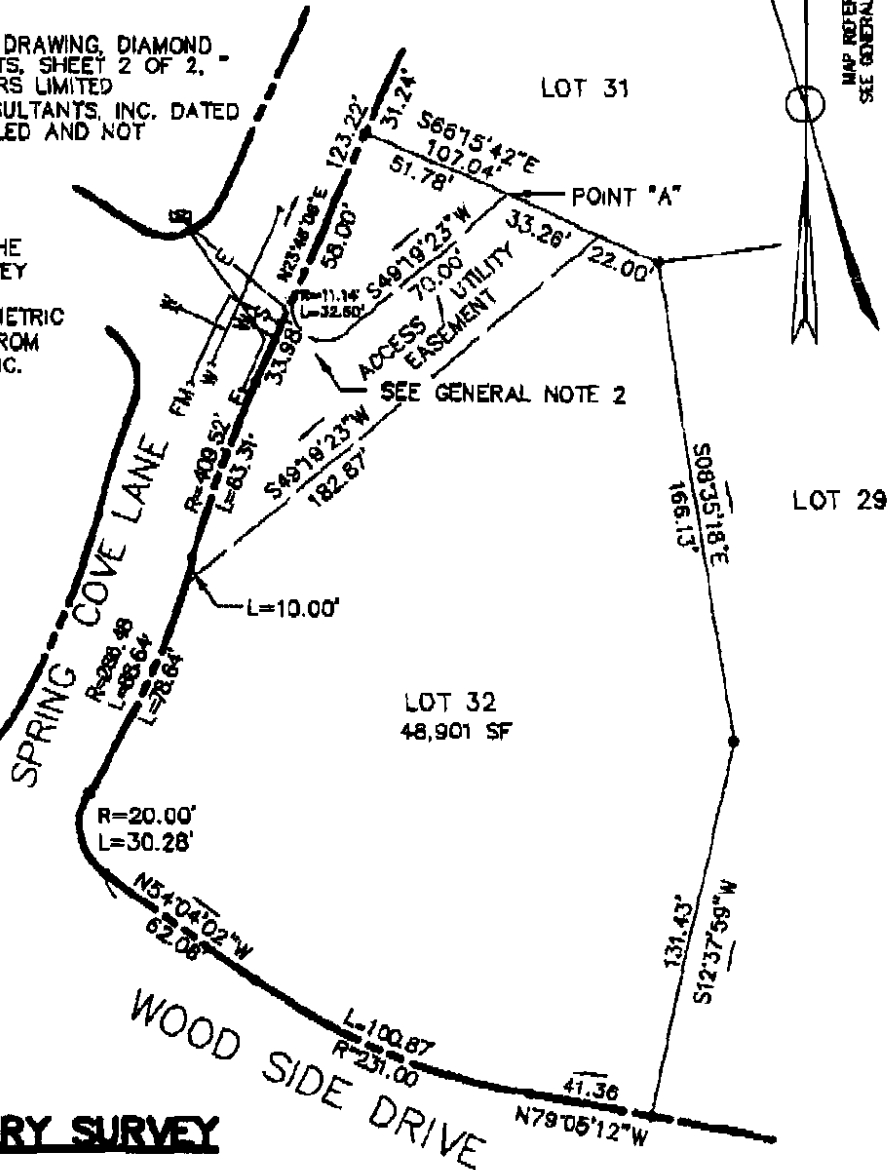 DRAWING, DIAMOND
TS, SHEET 2 OF 2, "
RS LIMITED
SULTANTS, INC. DATED
LED AND NOT
HE
EY
METRIC
ROM
NC.
MAP REFER
SEE GENERAL
LOT 31
31.24'
123.22'
S66°15'42"E
107.04'
51.78'
POINT "A"
33.26'
22.00'
N23°48'08"E
58.00'
R=11.14'
L=32.60'
S49°19'23"W
70.00'
ACCESS / UTILITY
EASEMENT
SEE GENERAL NOTE 2
33.98'
E
W
W
W
FM
E
R=409.52'
L=63.31'
S49°19'23"W
182.87'
S08°35'18"E
166.13'
LOT 29
SPRING COVE LANE
L=10.00'
L=88.64'
L=78.64'
LOT 32
48,901 SF
R=20.00'
L=30.28'
N54°04'02"W
62.08'
131.43'
S12°37'59"W
WOOD SIDE DRIVE
L=100.87'
R=231.00
41.36
N79°05'12"W
RY SURVEY